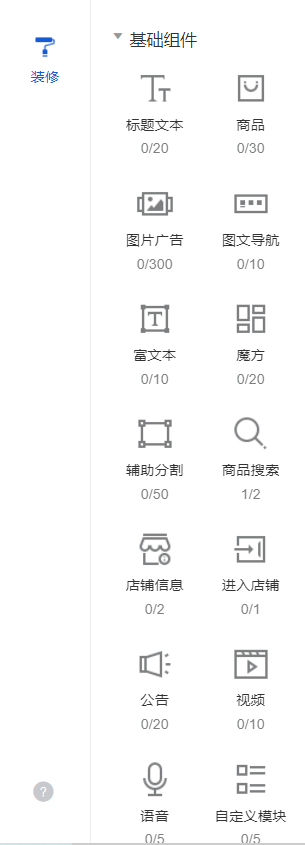 装修
基础组件
标题文本 商品
0/20 0/30
图片广告 图文导航
0/300 0/10
富文本 魔方
0/10 0/20
辅助分割 商品搜索
0/50 1/2
店铺信息 进入店铺
0/2 0/1
公告 视频
0/20 0/10
语音 自定义模块
0/5 0/5
?